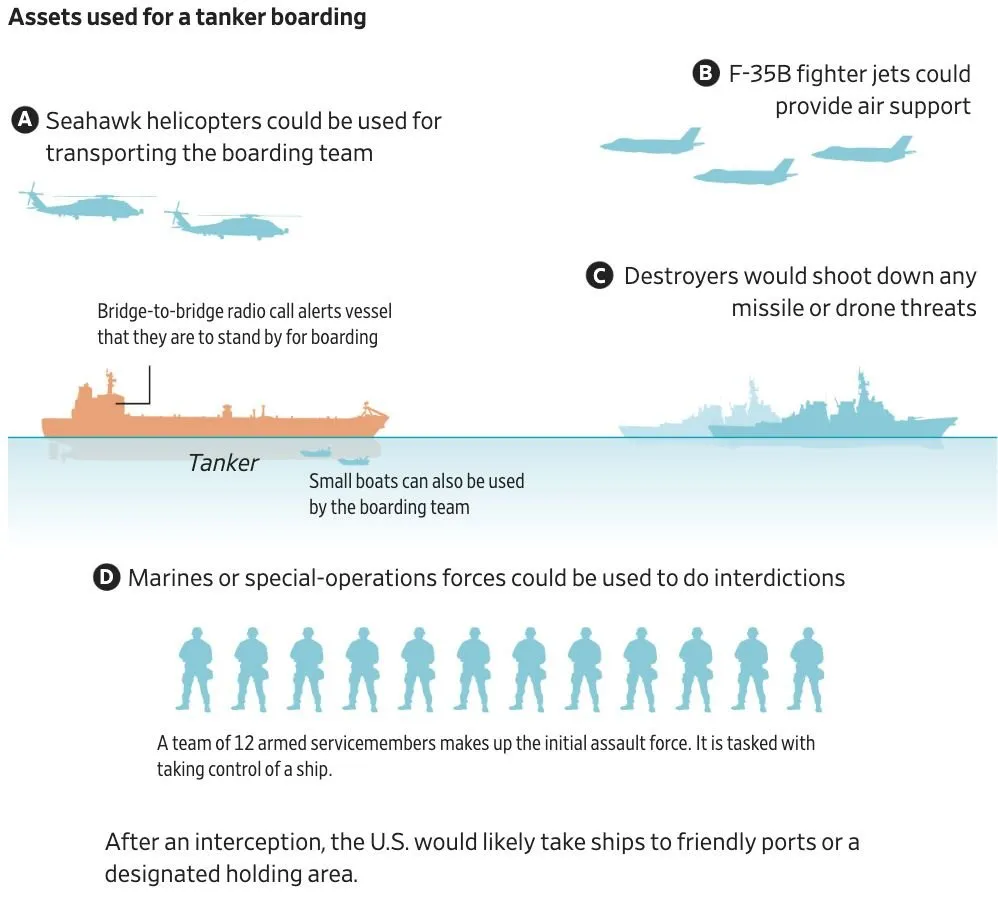 Assets used for a tanker boarding
A Seahawk helicopters could be used for
transporting the boarding team
B F-35B fighter jets could
provide air support
C Destroyers would shoot down any
missile or drone threats
Bridge-to-bridge radio call alerts vessel
that they are to stand by for boarding
Tanker
Small boats can also be used
by the boarding team
D Marines or special-operations forces could be used to do interdictions
A team of 12 armed servicemembers makes up the initial assault force. It is tasked with
taking control of a ship.
After an interception, the U.S. would likely take ships to friendly ports or a
designated holding area.